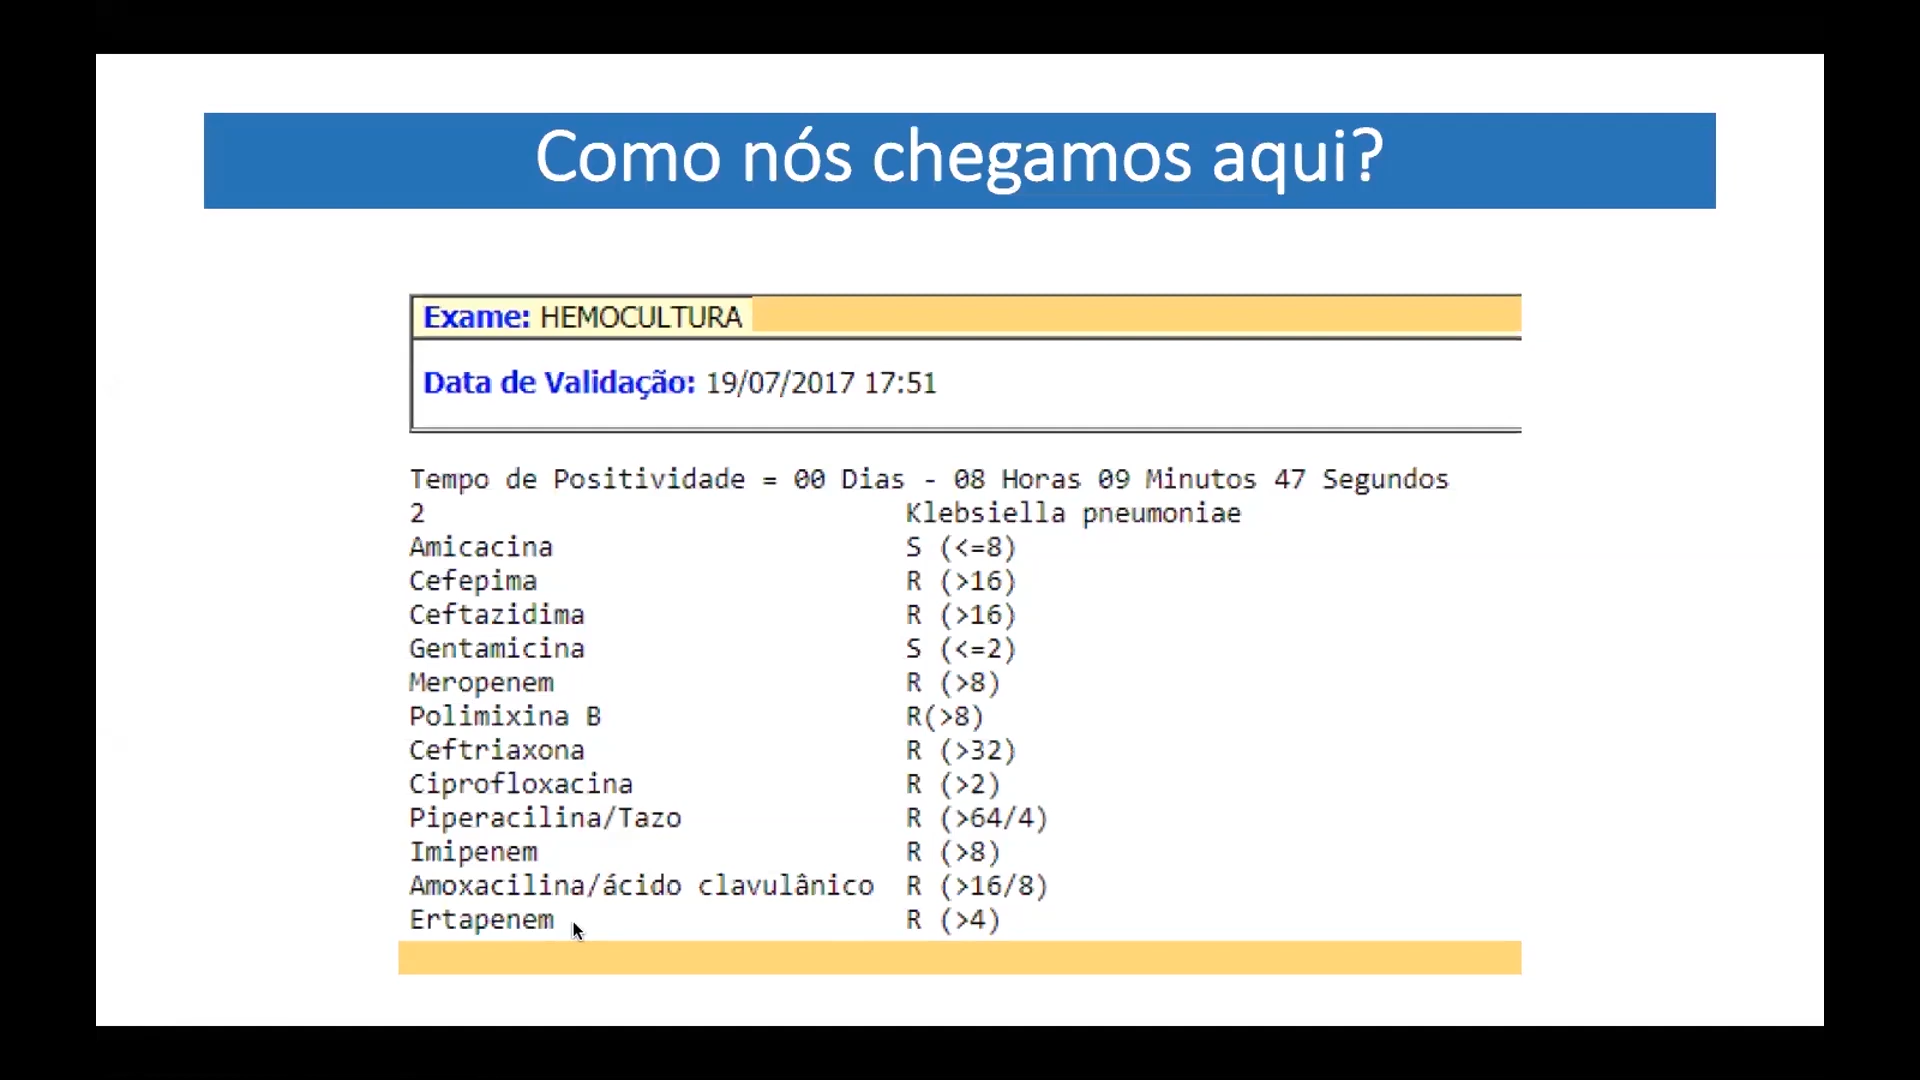 Como nós chegamos aqui?
Exame: HEMOCULTURA
Data de Validação: 19/07/2017 17:51
Tempo de Positividade = 00 Dias - 08 Horas 09 Minutos 47 Segundos
2 Klebsiella pneumoniae
Amicacina S (<=8)
Cefepima R (>16)
Ceftazidima R (>16)
Gentamicina S (<=2)
Meropenem R (>8)
Polimixina B R(>8)
Ceftriaxona R (>32)
Ciprofloxacina R (>2)
Piperacilina/Tazo R (>64/4)
Imipenem R (>8)
Amoxacilina/ácido clavulânico R (>16/8)
Ertapenem R (>4)